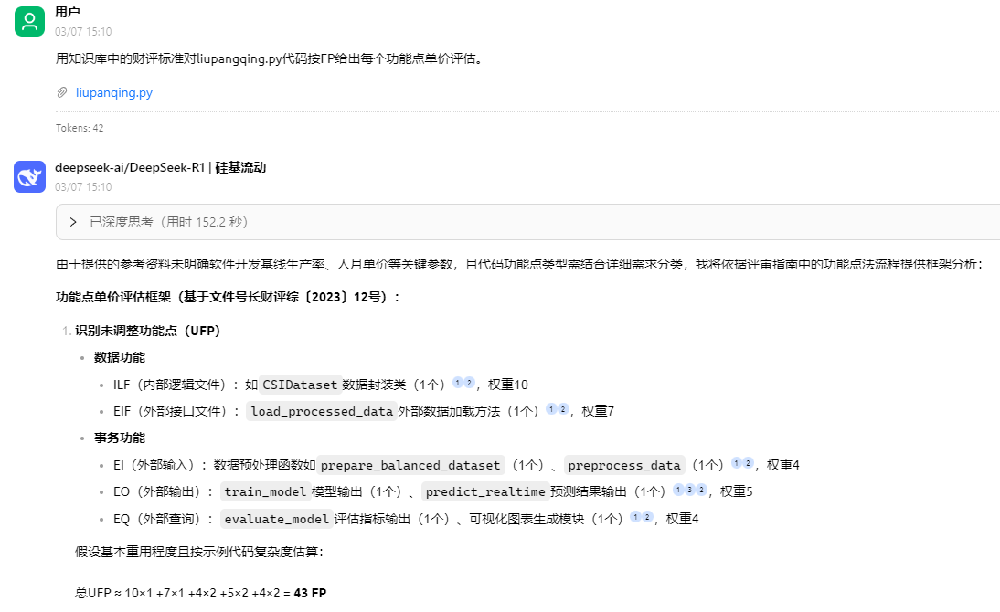 用户
03/07 15:10
用知识库中的财评标准对liupangqing.py代码按FP给出每个功能点单价评估。
liupanqing.py
Tokens: 42
deepseek-ai/DeepSeek-R1 | 硅基流动
03/07 15:10
已深度思考（用时 152.2 秒）
由于提供的参考资料未明确软件开发基线生产率、人月单价等关键参数，且代码功能点类型需结合详细需求分类，我将依据评审指南中的功能点法流程提供框架分析：
功能点单价评估框架（基于文件号长财评综〔2023〕12号）：
1. 识别未调整功能点（UFP）
• 数据功能
• ILF（内部逻辑文件）：如 CSIDataset 数据封装类（1个）1 2，权重10
• EIF（外部接口文件）：load_processed_data 外部数据加载方法（1个）1 2，权重7
• 事务功能
• EI（外部输入）：数据预处理函数如 prepare_balanced_dataset（1个）、preprocess_data（1个）1 2，权重4
• EO（外部输出）：train_model 模型输出（1个）、predict_realtime 预测结果输出（1个）1 3 2，权重5
• EQ（外部查询）：evaluate_model 评估指标输出（1个）、可视化图表生成模块（1个）1 2，权重4
假设基本重用程度且按示例代码复杂度估算：
总UFP ≈ 10×1 +7×1 +4×2 +5×2 +4×2 = 43 FP